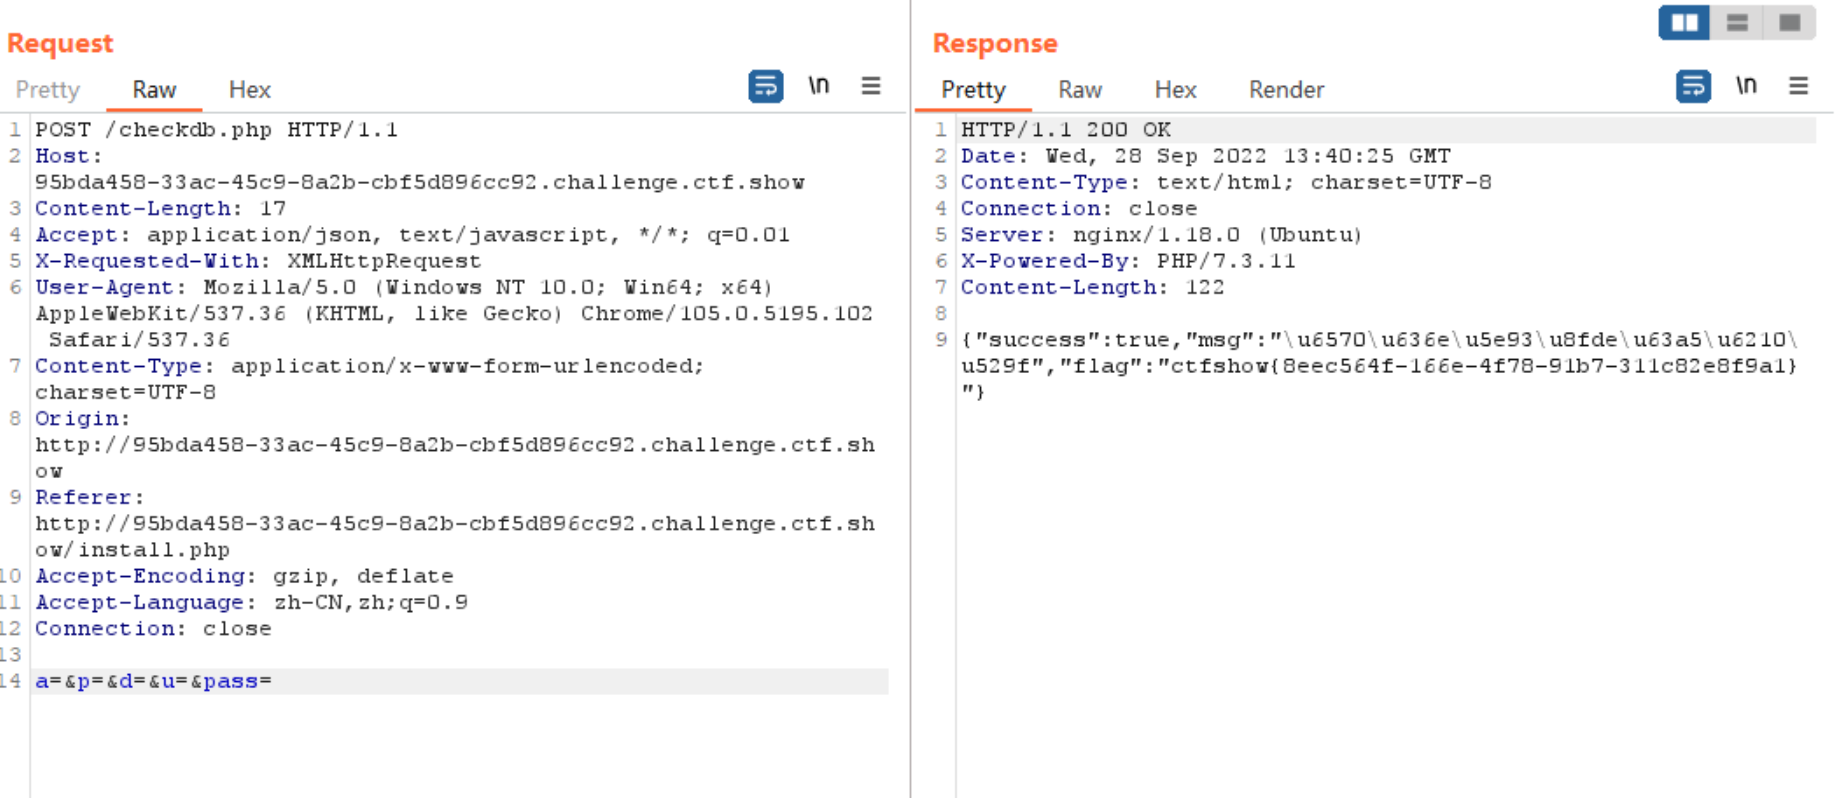 Request
Pretty Raw Hex \n
1 POST /checkdb.php HTTP/1.1
2 Host:
95bda458-33ac-45c9-8a2b-cbf5d896cc92.challenge.ctf.show
3 Content-Length: 17
4 Accept: application/json, text/javascript, */*; q=0.01
5 X-Requested-With: XMLHttpRequest
6 User-Agent: Mozilla/5.0 (Windows NT 10.0; Win64; x64)
AppleWebKit/537.36 (KHTML, like Gecko) Chrome/105.0.5195.102
Safari/537.36
7 Content-Type: application/x-www-form-urlencoded;
charset=UTF-8
8 Origin:
http://95bda458-33ac-45c9-8a2b-cbf5d896cc92.challenge.ctf.sh
ow
9 Referer:
http://95bda458-33ac-45c9-8a2b-cbf5d896cc92.challenge.ctf.sh
ow/install.php
10 Accept-Encoding: gzip, deflate
11 Accept-Language: zh-CN,zh;q=0.9
12 Connection: close
13
14 a=&p=&d=&u=&pass=
Response
Pretty Raw Hex Render \n
1 HTTP/1.1 200 OK
2 Date: Wed, 28 Sep 2022 13:40:25 GMT
3 Content-Type: text/html; charset=UTF-8
4 Connection: close
5 Server: nginx/1.18.0 (Ubuntu)
6 X-Powered-By: PHP/7.3.11
7 Content-Length: 122
8
9 {"success":true,"msg":"\u6570\u636e\u5e93\u8fde\u63a5\u6210\
u529f","flag":"ctfshow{8eec564f-166e-4f78-91b7-311c82e8f9a1}
"}